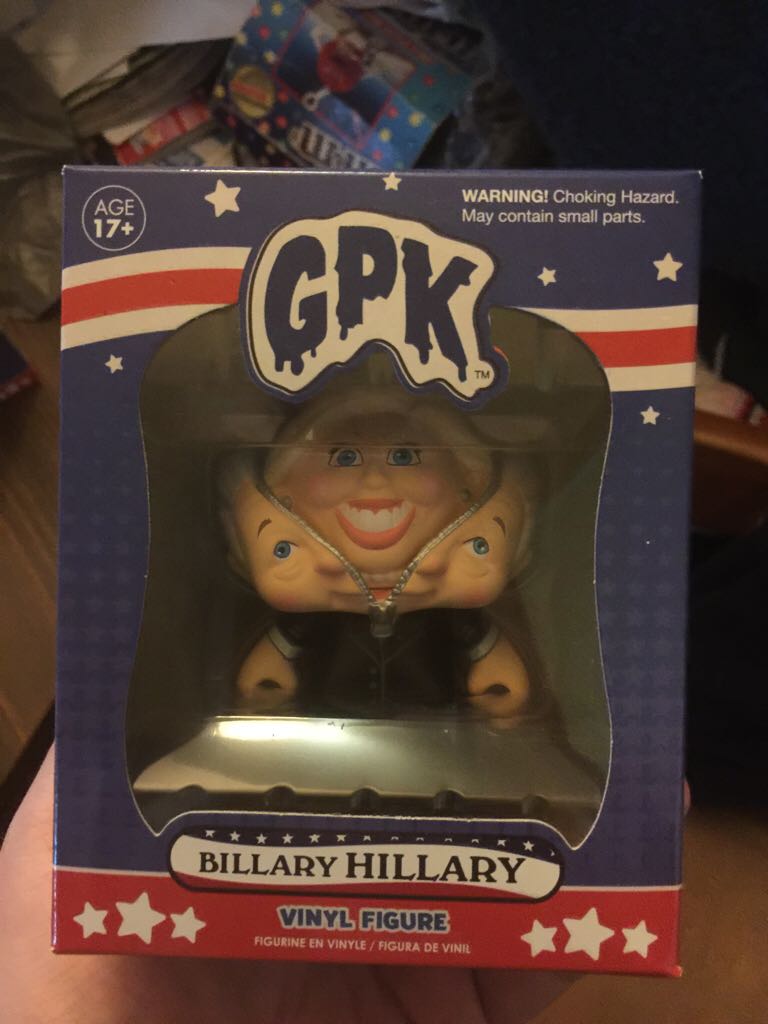 AGE
17+
WARNING! Choking Hazard.
May contain small parts.
GPK
TM
BILLARY HILLARY
VINYL FIGURE
FIGURINE EN VINYLE / FIGURA DE VINIL